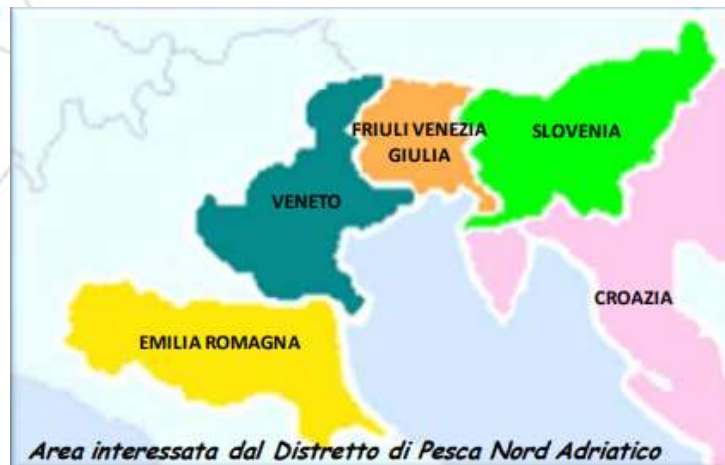 FRIULI VENEZIA
GIULIA
SLOVENIA
VENETO
CROAZIA
EMILIA ROMAGNA
Area interessata dal Distretto di Pesca Nord Adriatico